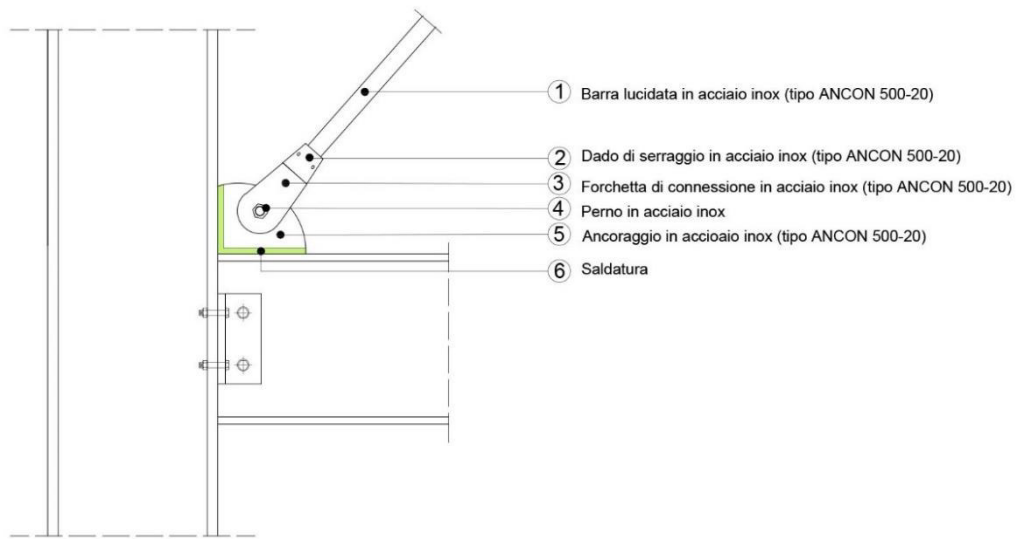 1 Barra lucidata in acciaio inox (tipo ANCON 500-20)
2 Dado di serraggio in acciaio inox (tipo ANCON 500-20)
3 Forchetta di connessione in acciaio inox (tipo ANCON 500-20)
4 Perno in acciaio inox
5 Ancoraggio in accioaio inox (tipo ANCON 500-20)
6 Saldatura